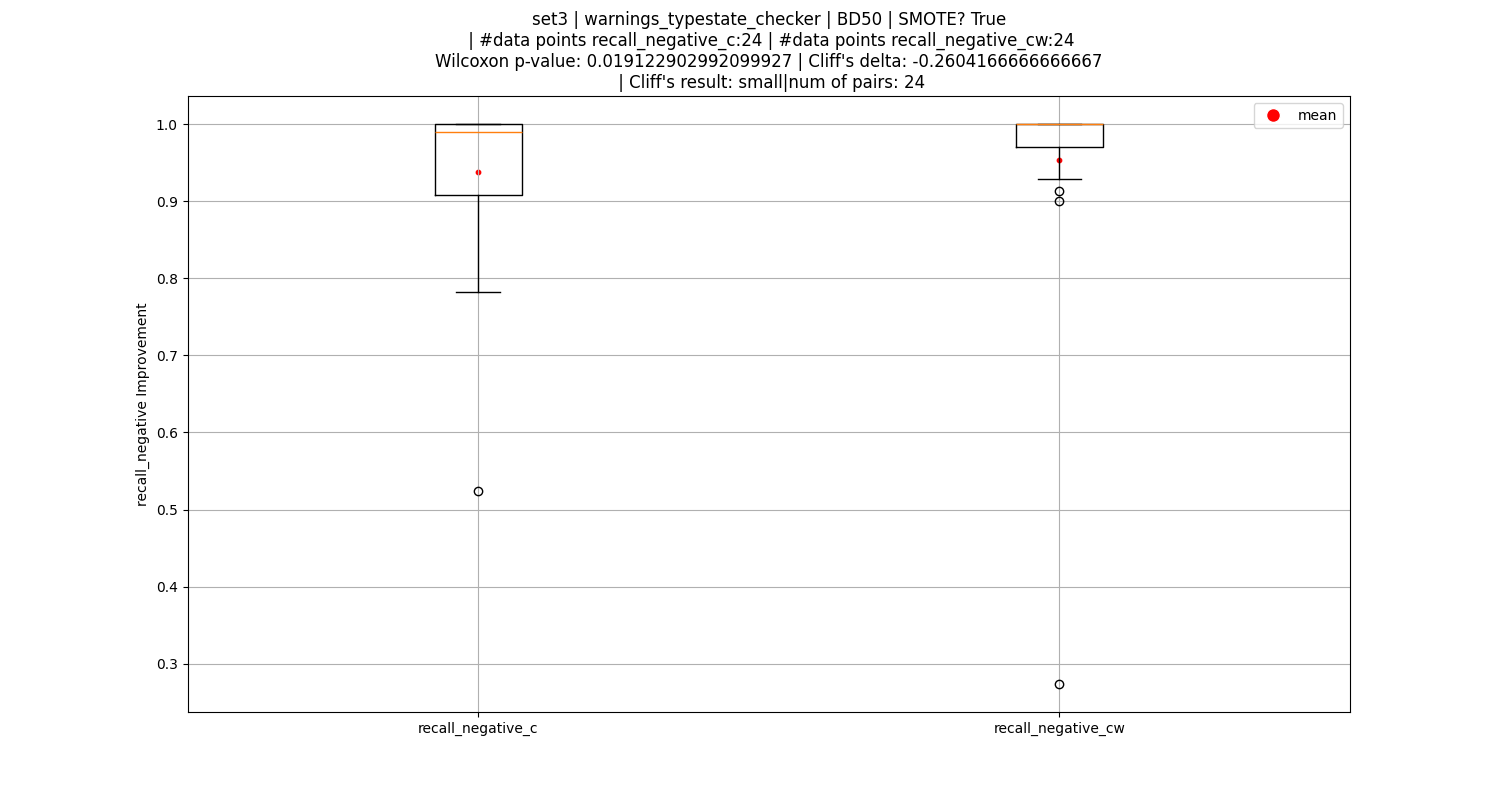 set3 | warnings_typestate_checker | BD50 | SMOTE? True
| #data points recall_negative_c:24 | #data points recall_negative_cw:24
Wilcoxon p-value: 0.019122902992099927 | Cliff's delta: -0.2604166666666667
| Cliff's result: small|num of pairs: 24
mean
1.0
0.9
0.8
0.7
0.6
0.5
0.4
0.3
recall_negative Improvement
recall_negative_c
recall_negative_cw